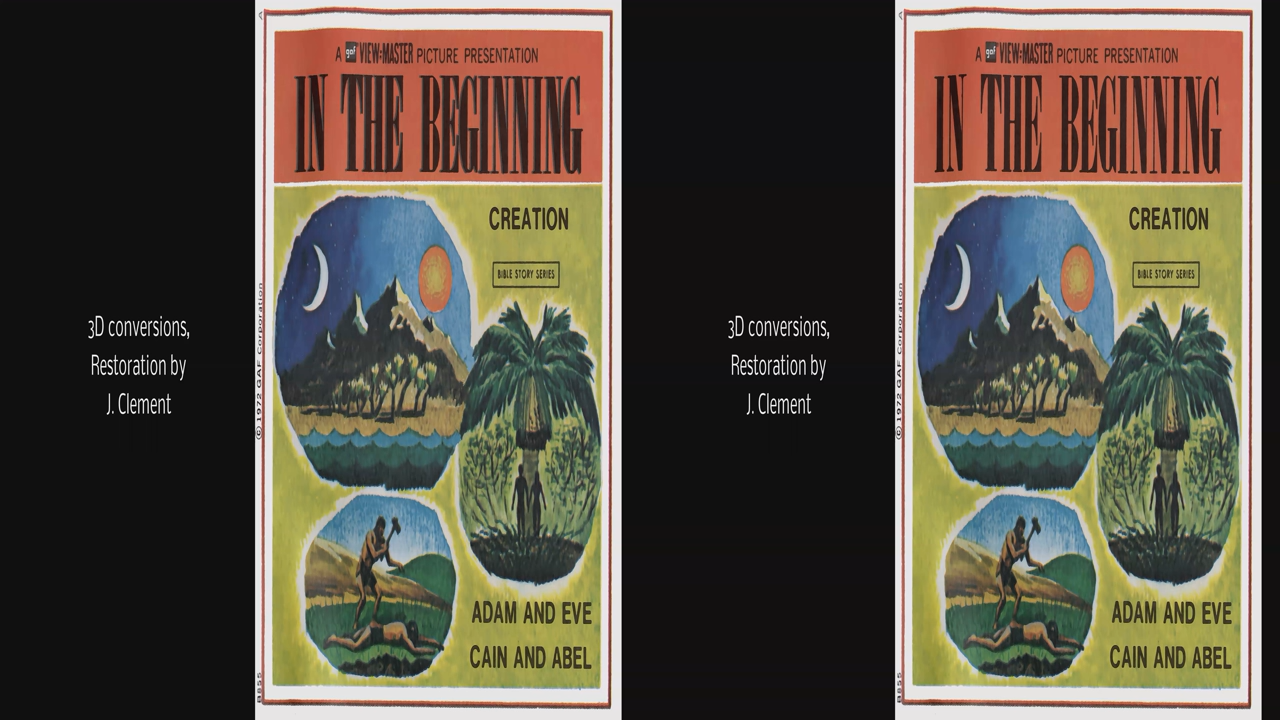 3D conversions,
Restoration by
J. Clement
A
© 1972 GAF Corporation
B855
A gaf VIEW-MASTER PICTURE PRESENTATION
IN THE BEGINNING
CREATION
BIBLE STORY SERIES
ADAM AND EVE
CAIN AND ABEL
3D conversions,
Restoration by
J. Clement
A
© 1972 GAF Corporation
B855
A gaf VIEW-MASTER PICTURE PRESENTATION
IN THE BEGINNING
CREATION
BIBLE STORY SERIES
ADAM AND EVE
CAIN AND ABEL